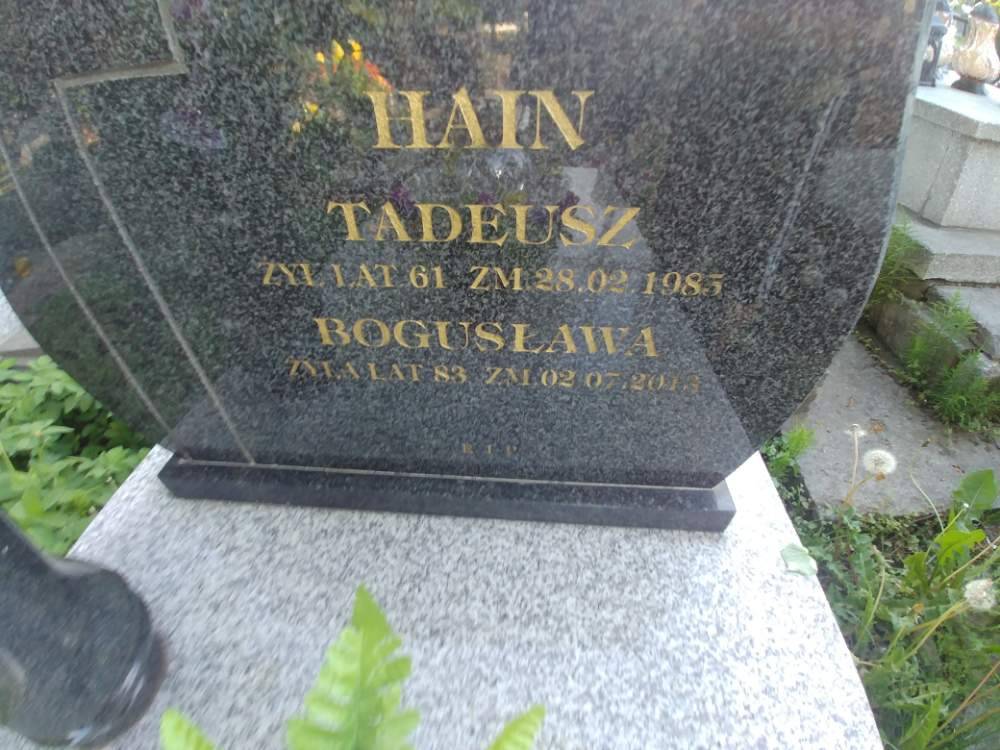 HAIN
TADEUSZ
ŻYŁ LAT 61 ZM.28.02.1985
BOGUSŁAWA
ŻYŁA LAT 83 ZM.02.07.2013
R.I.P.